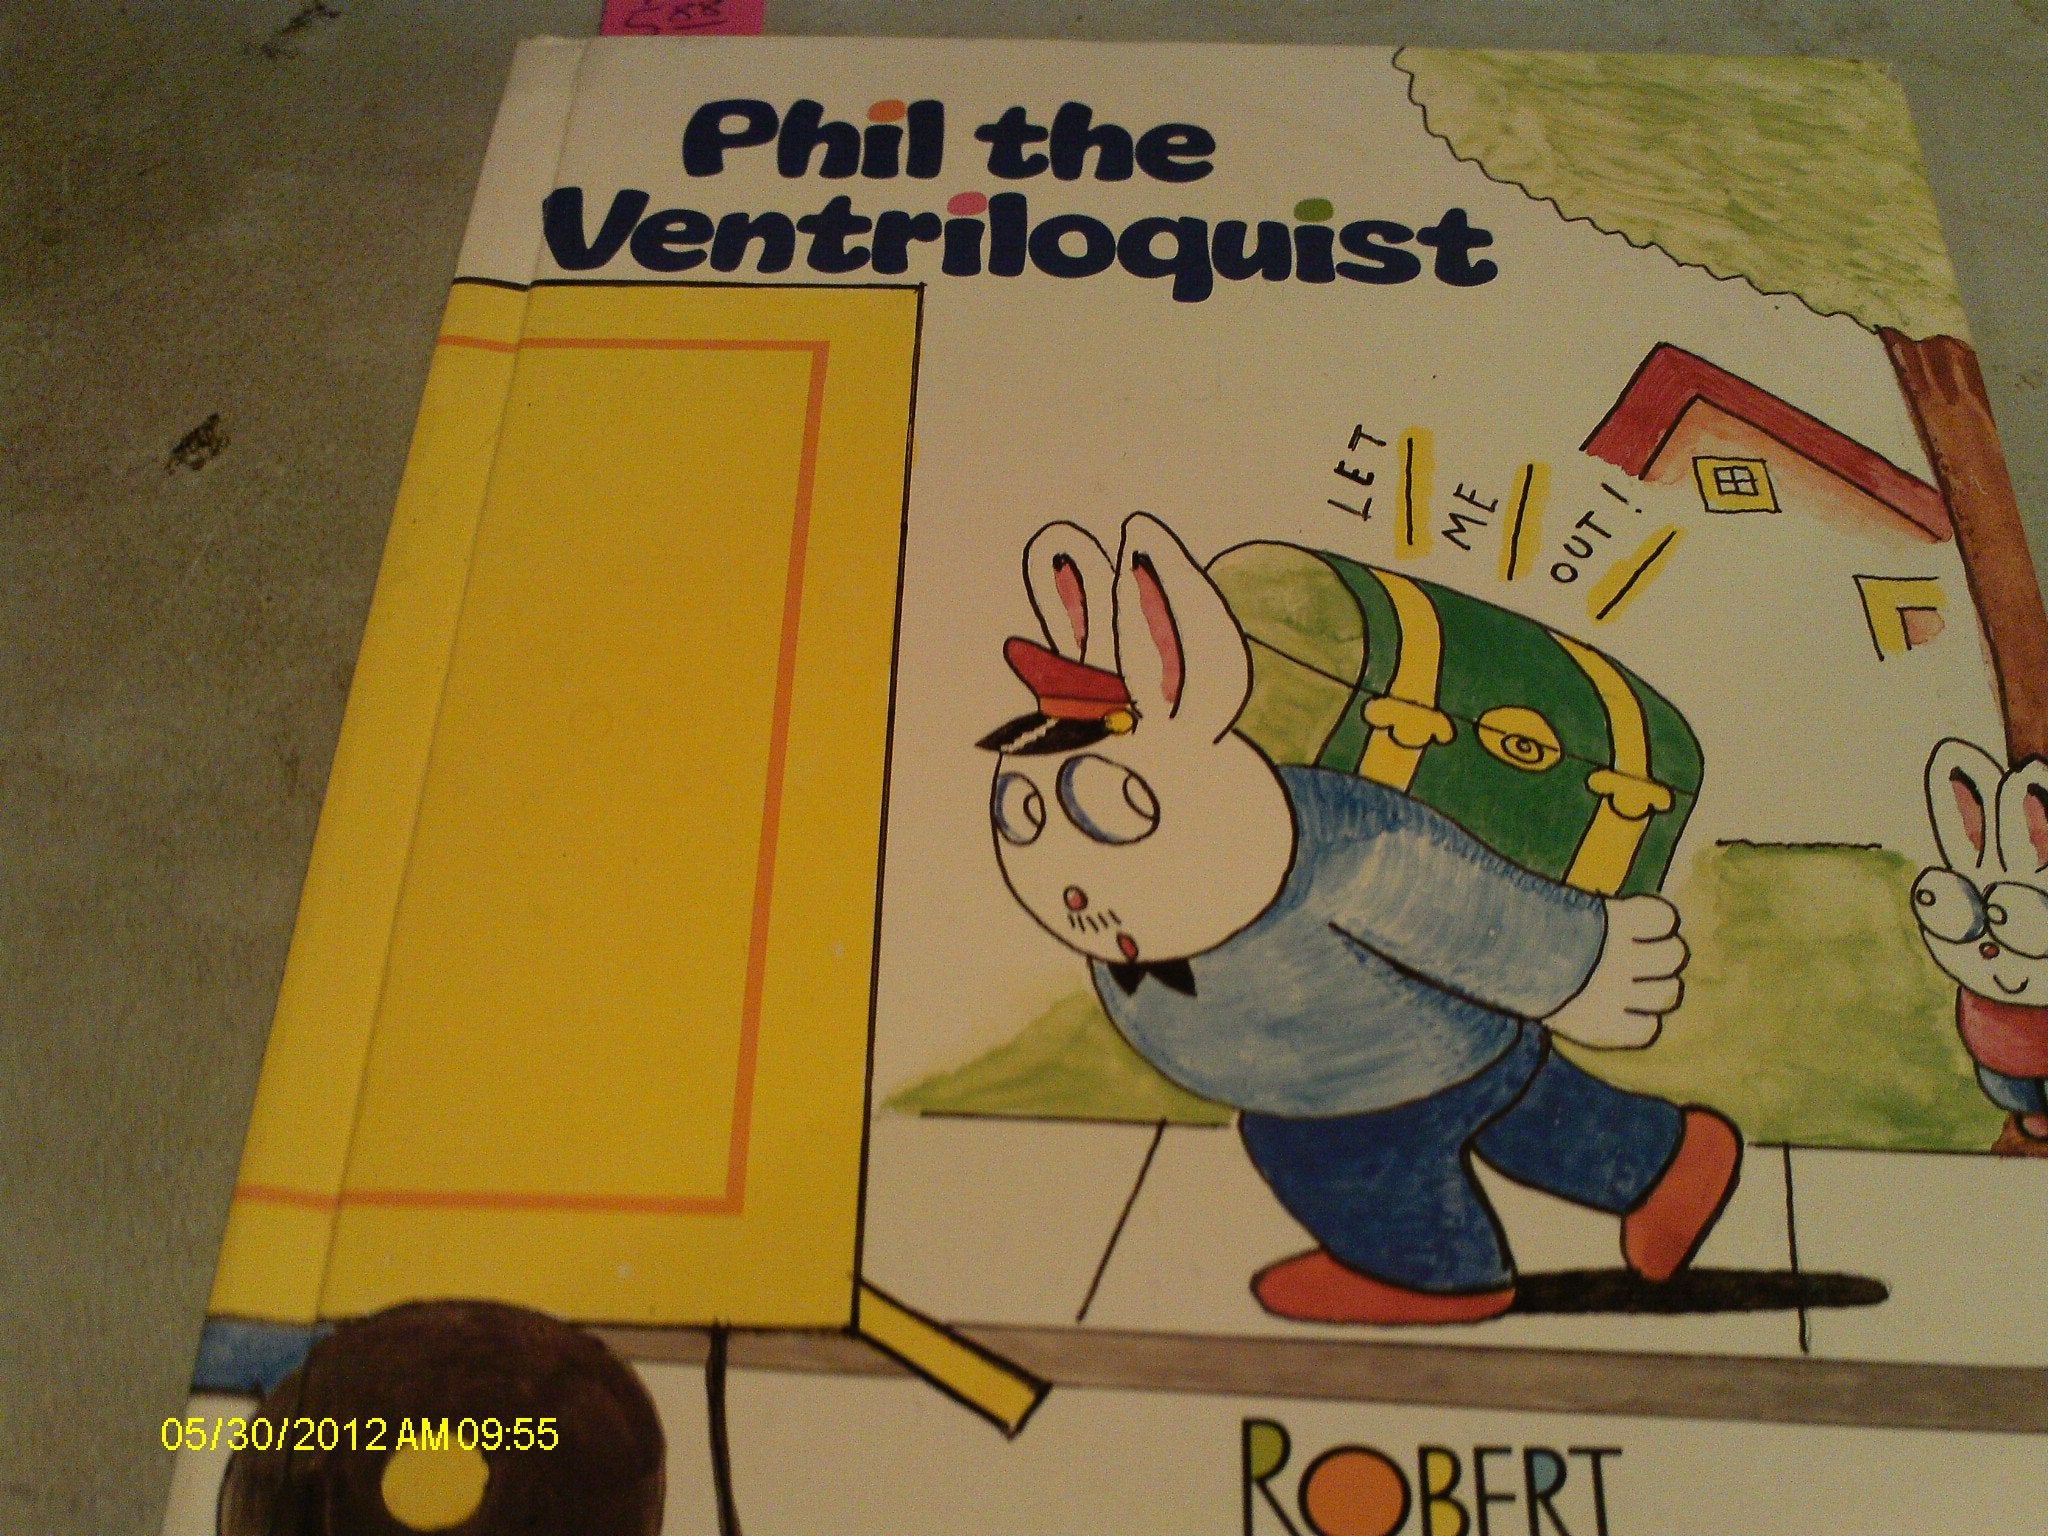 Phil the
Ventriloquist
LET
ME
OUT!
05/30/2012 AM 09:55
ROBERT